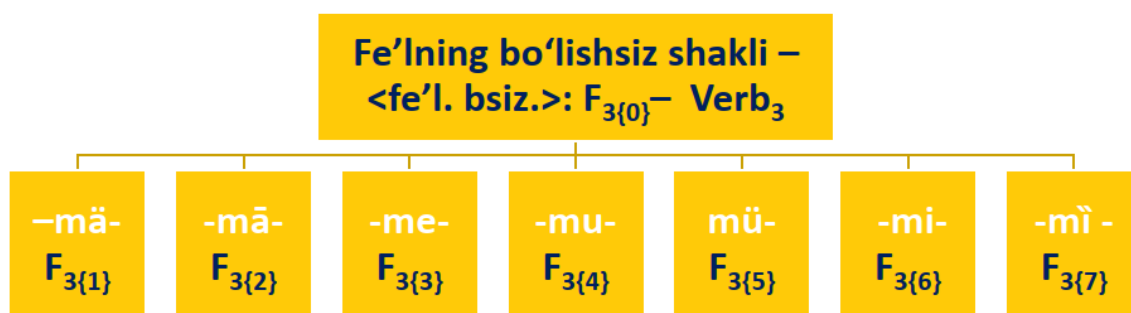 Fe’lning bo‘lishsiz shakli –
<fe’l. bsiz.>: F3{0}– Verb3
–mä-
F3{1}
-mā-
F3{2}
-me-
F3{3}
-mu-
F3{4}
mü-
F3{5}
-mi-
F3{6}
-mȉ -
F3{7}